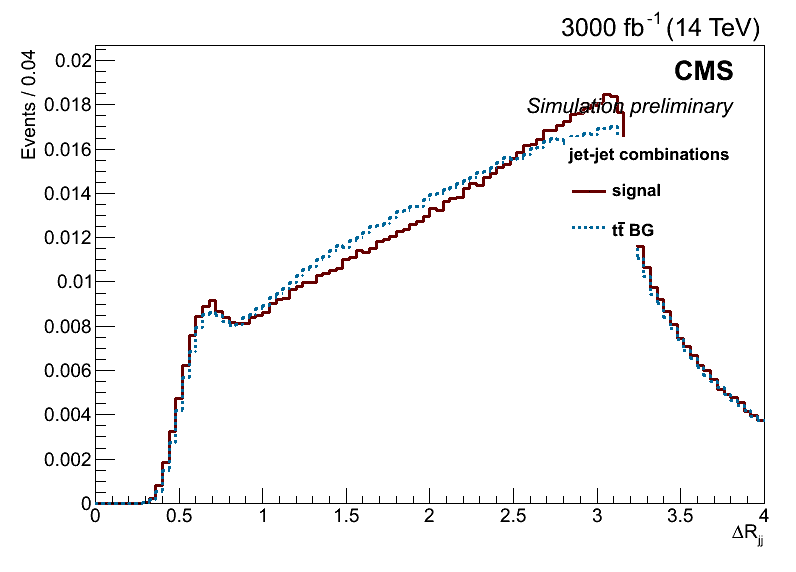 3000 fb⁻¹ (14 TeV)
CMS
Simulation preliminary
jet-jet combinations
signal
tt̄ BG
Events / 0.04
0.02
0.018
0.016
0.014
0.012
0.01
0.008
0.006
0.004
0.002
0
0 0.5 1 1.5 2 2.5 3 3.5 4
ΔRjj